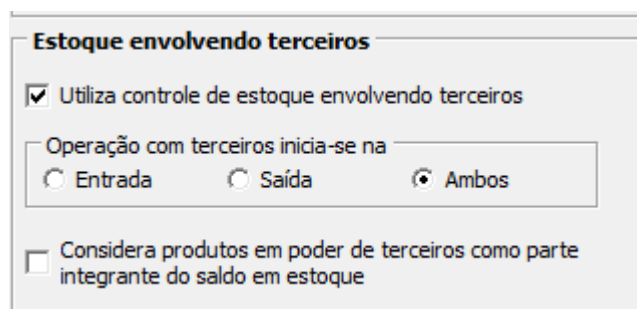 Estoque envolvendo terceiros
Utiliza controle de estoque envolvendo terceiros
Operação com terceiros inicia-se na
Entrada Saída Ambos
Considera produtos em poder de terceiros como parte
integrante do saldo em estoque